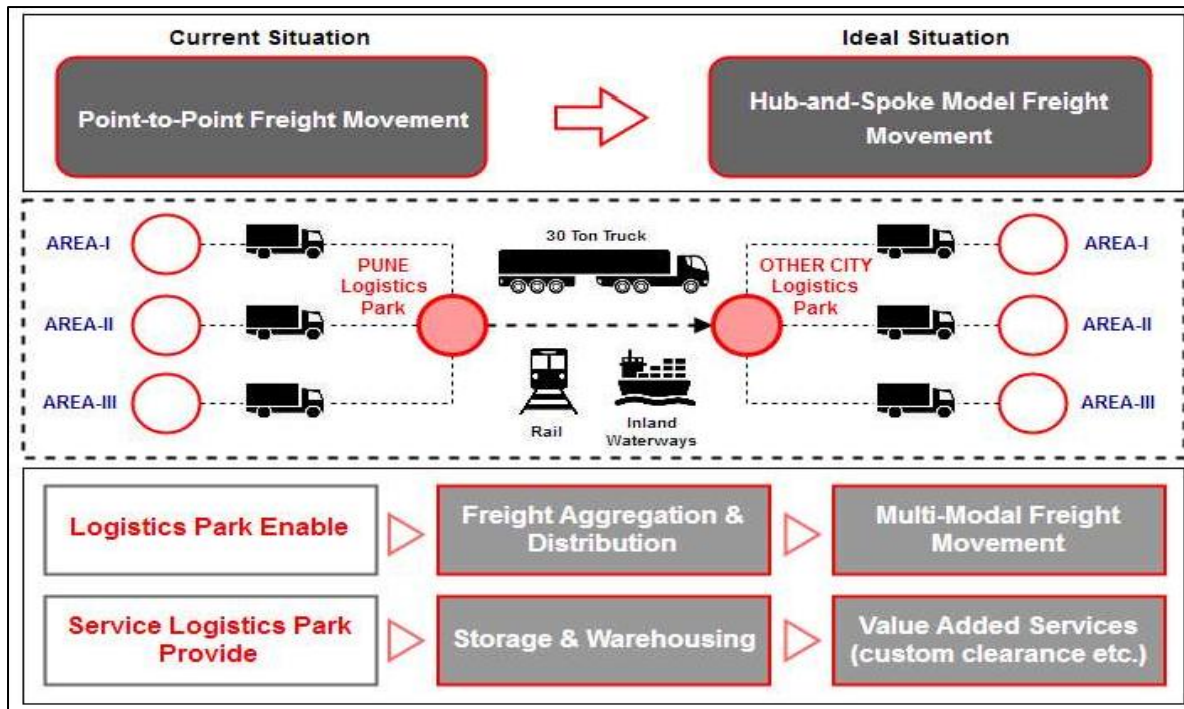 Current Situation
Ideal Situation
Point-to-Point Freight Movement
Hub-and-Spoke Model Freight
Movement
AREA-I
AREA-II
AREA-III
PUNE
Logistics
Park
30 Ton Truck
Rail
Inland
Waterways
OTHER CITY
Logistics
Park
AREA-I
AREA-II
AREA-III
Logistics Park Enable
Freight Aggregation &
Distribution
Multi-Modal Freight
Movement
Service Logistics Park
Provide
Storage & Warehousing
Value Added Services
(custom clearance etc.)